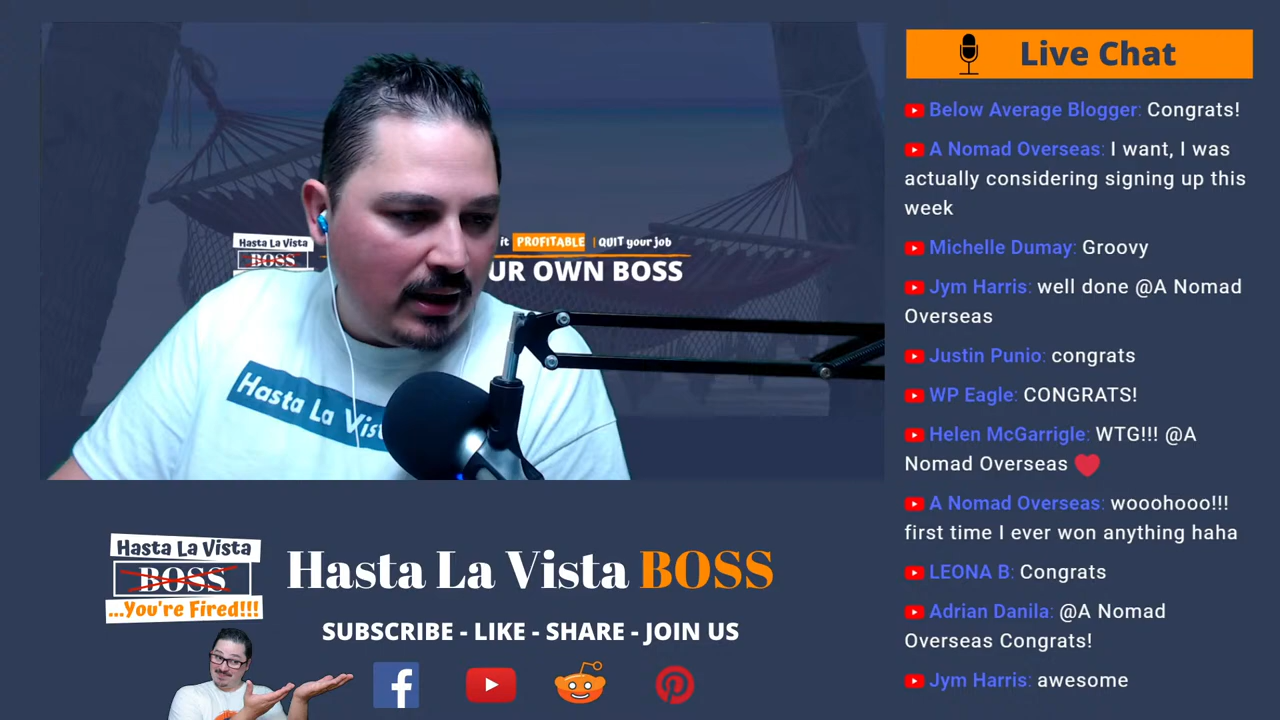 Hasta La Vista
BOSS
it PROFITABLE | QUIT your job
UR OWN BOSS
Hasta La Vist
Hasta La Vista
BOSS
...You're Fired!!!
Hasta La Vista BOSS
SUBSCRIBE - LIKE - SHARE - JOIN US
Live Chat
Below Average Blogger: Congrats!
A Nomad Overseas: I want, I was
actually considering signing up this
week
Michelle Dumay: Groovy
Jym Harris: well done @A Nomad
Overseas
Justin Punio: congrats
WP Eagle: CONGRATS!
Helen McGarrigle: WTG!!! @A
Nomad Overseas ❤
A Nomad Overseas: wooohooo!!!
first time I ever won anything haha
LEONA B: Congrats
Adrian Danila: @A Nomad
Overseas Congrats!
Jym Harris: awesome